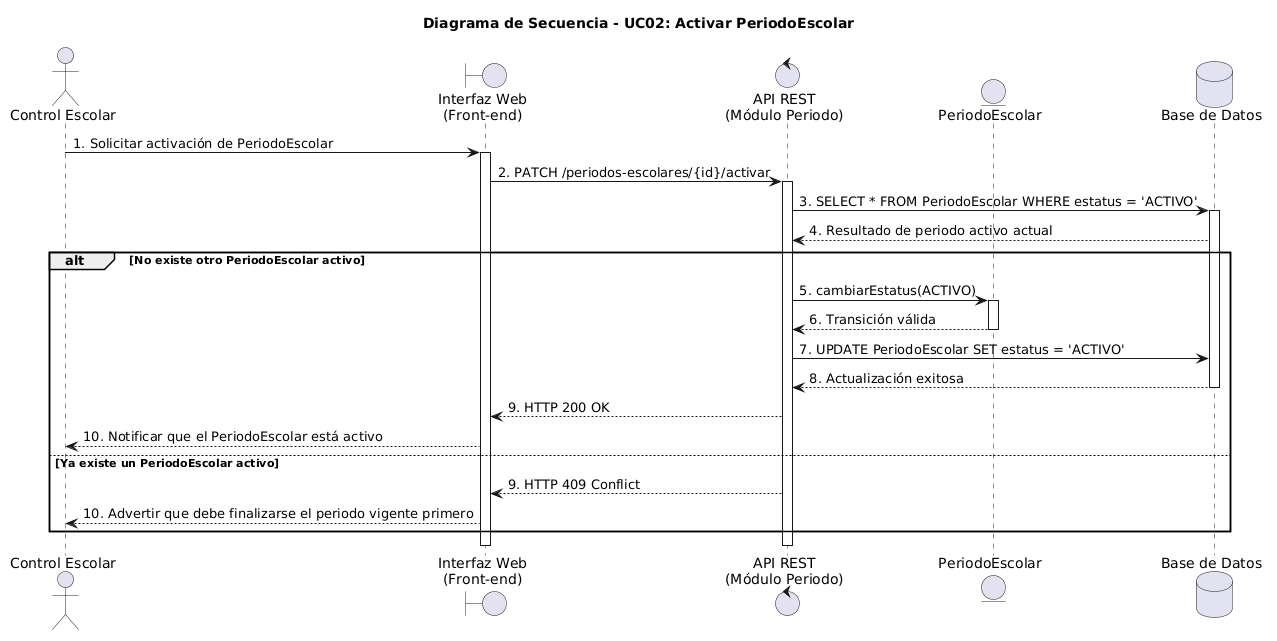 Diagrama de Secuencia - UC02: Activar PeriodoEscolar
Control Escolar
Interfaz Web
(Front-end)
API REST
(Módulo Periodo)
PeriodoEscolar
Base de Datos
1. Solicitar activación de PeriodoEscolar
2. PATCH /periodos-escolares/{id}/activar
3. SELECT * FROM PeriodoEscolar WHERE estatus = 'ACTIVO'
4. Resultado de periodo activo actual
alt [No existe otro PeriodoEscolar activo]
5. cambiarEstatus(ACTIVO)
6. Transición válida
7. UPDATE PeriodoEscolar SET estatus = 'ACTIVO'
8. Actualización exitosa
9. HTTP 200 OK
10. Notificar que el PeriodoEscolar está activo
[Ya existe un PeriodoEscolar activo]
9. HTTP 409 Conflict
10. Advertir que debe finalizarse el periodo vigente primero
Control Escolar
Interfaz Web
(Front-end)
API REST
(Módulo Periodo)
PeriodoEscolar
Base de Datos